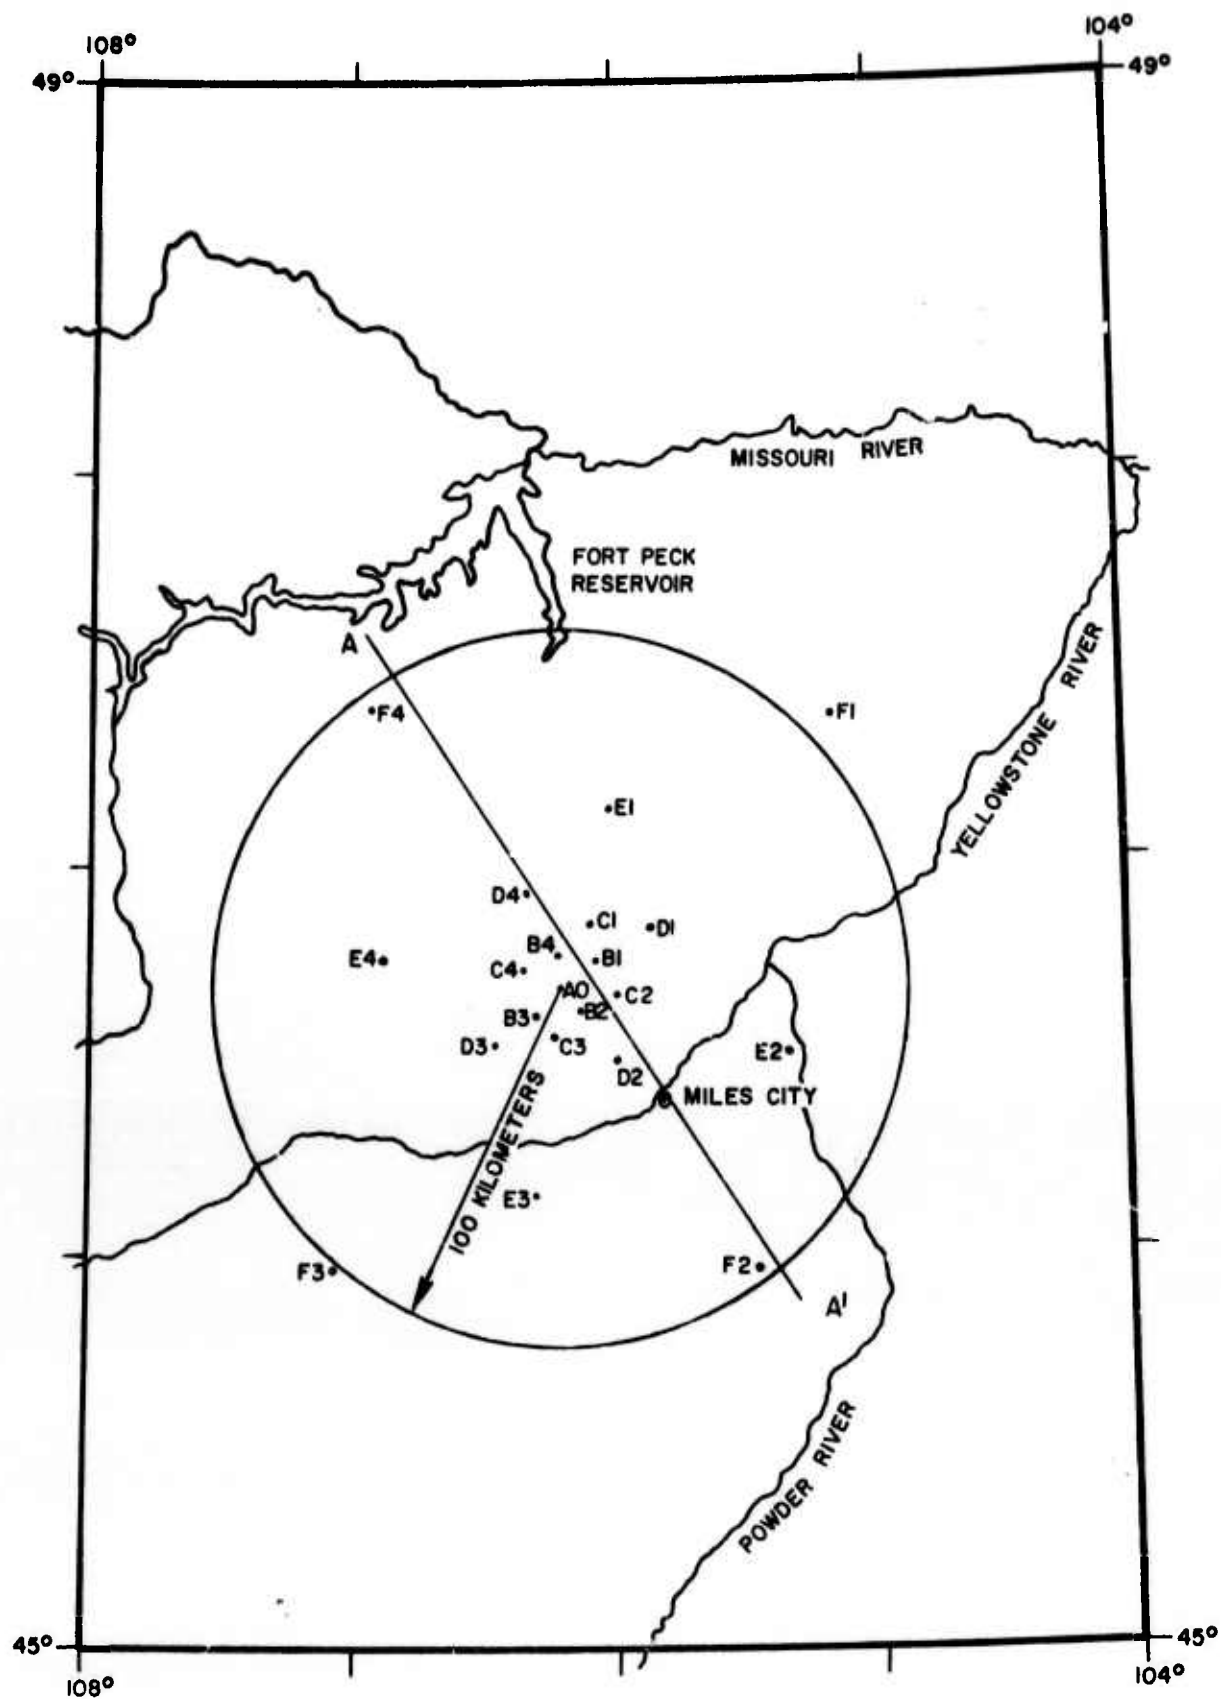 108°
104°
49°
49°
MISSOURI RIVER
FORT PECK
RESERVOIR
A
F4
F1
YELLOWSTONE RIVER
E1
D4
C1
D1
B4
B1
E4
C4
A0
C2
B2
B3
D3
C3
E2
D2
MILES CITY
100 KILOMETERS
E3
F3
F2
A'
POWDER RIVER
45°
45°
108°
104°